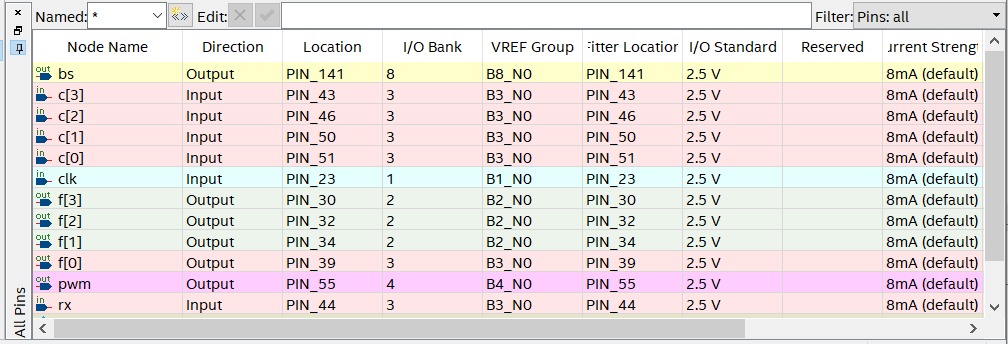 Named: * Edit: Filter: Pins: all
Node Name Direction Location I/O Bank VREF Group Fitter Location I/O Standard Reserved urrent Strengt
out bs Output PIN_141 8 B8_N0 PIN_141 2.5 V 8mA (default)
in c[3] Input PIN_43 3 B3_N0 PIN_43 2.5 V 8mA (default)
in c[2] Input PIN_46 3 B3_N0 PIN_46 2.5 V 8mA (default)
in c[1] Input PIN_50 3 B3_N0 PIN_50 2.5 V 8mA (default)
in c[0] Input PIN_51 3 B3_N0 PIN_51 2.5 V 8mA (default)
in clk Input PIN_23 1 B1_N0 PIN_23 2.5 V 8mA (default)
out f[3] Output PIN_30 2 B2_N0 PIN_30 2.5 V 8mA (default)
out f[2] Output PIN_32 2 B2_N0 PIN_32 2.5 V 8mA (default)
out f[1] Output PIN_34 2 B2_N0 PIN_34 2.5 V 8mA (default)
out f[0] Output PIN_39 3 B3_N0 PIN_39 2.5 V 8mA (default)
out pwm Output PIN_55 4 B4_N0 PIN_55 2.5 V 8mA (default)
in rx Input PIN_44 3 B3_N0 PIN_44 2.5 V 8mA (default)
All Pins